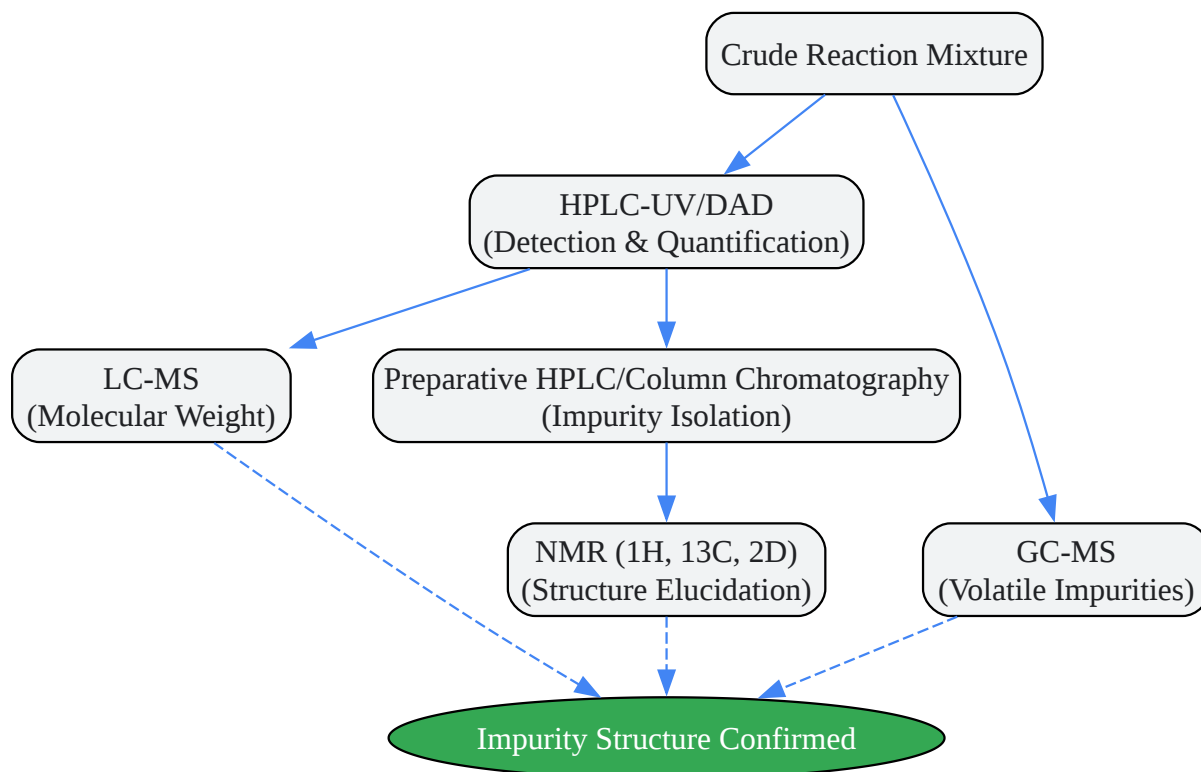 Crude Reaction Mixture
HPLC-UV/DAD
(Detection & Quantification)
LC-MS
(Molecular Weight)
Preparative HPLC/Column Chromatography
(Impurity Isolation)
NMR (1H, 13C, 2D)
(Structure Elucidation)
GC-MS
(Volatile Impurities)
Impurity Structure Confirmed